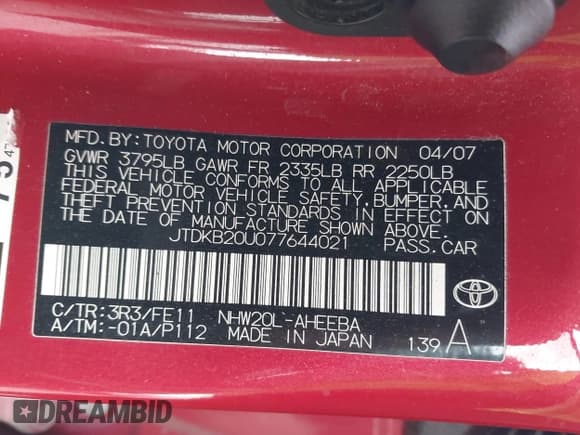 MFD. BY: TOYOTA MOTOR CORPORATION 04/07
GVWR 3795LB GAWR FR 2335LB RR 2250LB
THIS VEHICLE CONFORMS TO ALL APPLICABLE
FEDERAL MOTOR VEHICLE SAFETY, BUMPER, AND
THEFT PREVENTION STANDARDS IN EFFECT ON
THE DATE OF MANUFACTURE SHOWN ABOVE.
JTDKB20U077644021 PASS. CAR
C/TR: 3R3/FE11 NHW20L-AHEEBA
A/TM: -01A/P112 MADE IN JAPAN 139 A
DREAMBID